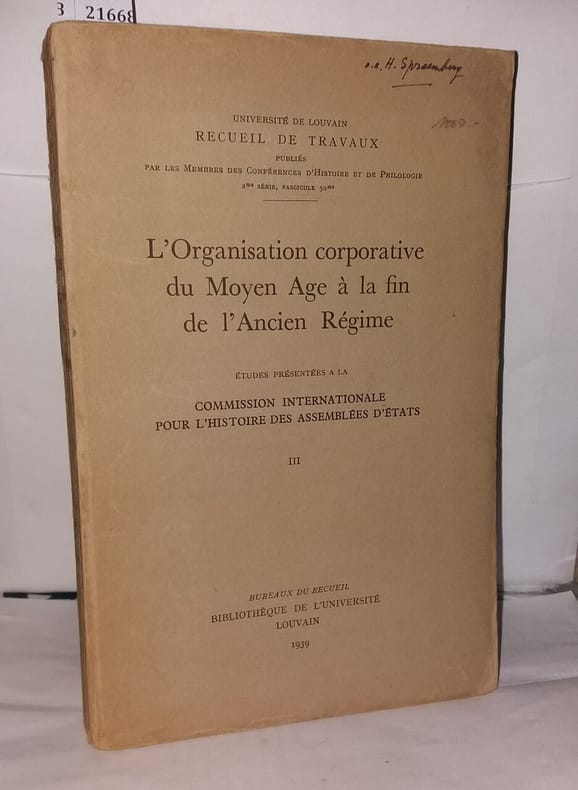 3 21668
a.e. H. Sproemberg
1000.-
UNIVERSITÉ DE LOUVAIN
RECUEIL DE TRAVAUX
PUBLIÉS
PAR LES MEMBRES DES CONFÉRENCES D'HISTOIRE ET DE PHILOLOGIE
2me SÉRIE, FASCICULE 50me
L'Organisation corporative
du Moyen Age à la fin
de l'Ancien Régime
ÉTUDES PRÉSENTÉES A LA
COMMISSION INTERNATIONALE
POUR L'HISTOIRE DES ASSEMBLÉES D'ÉTATS
III
BUREAUX DU RECUEIL
BIBLIOTHÈQUE DE L'UNIVERSITÉ
LOUVAIN
1939